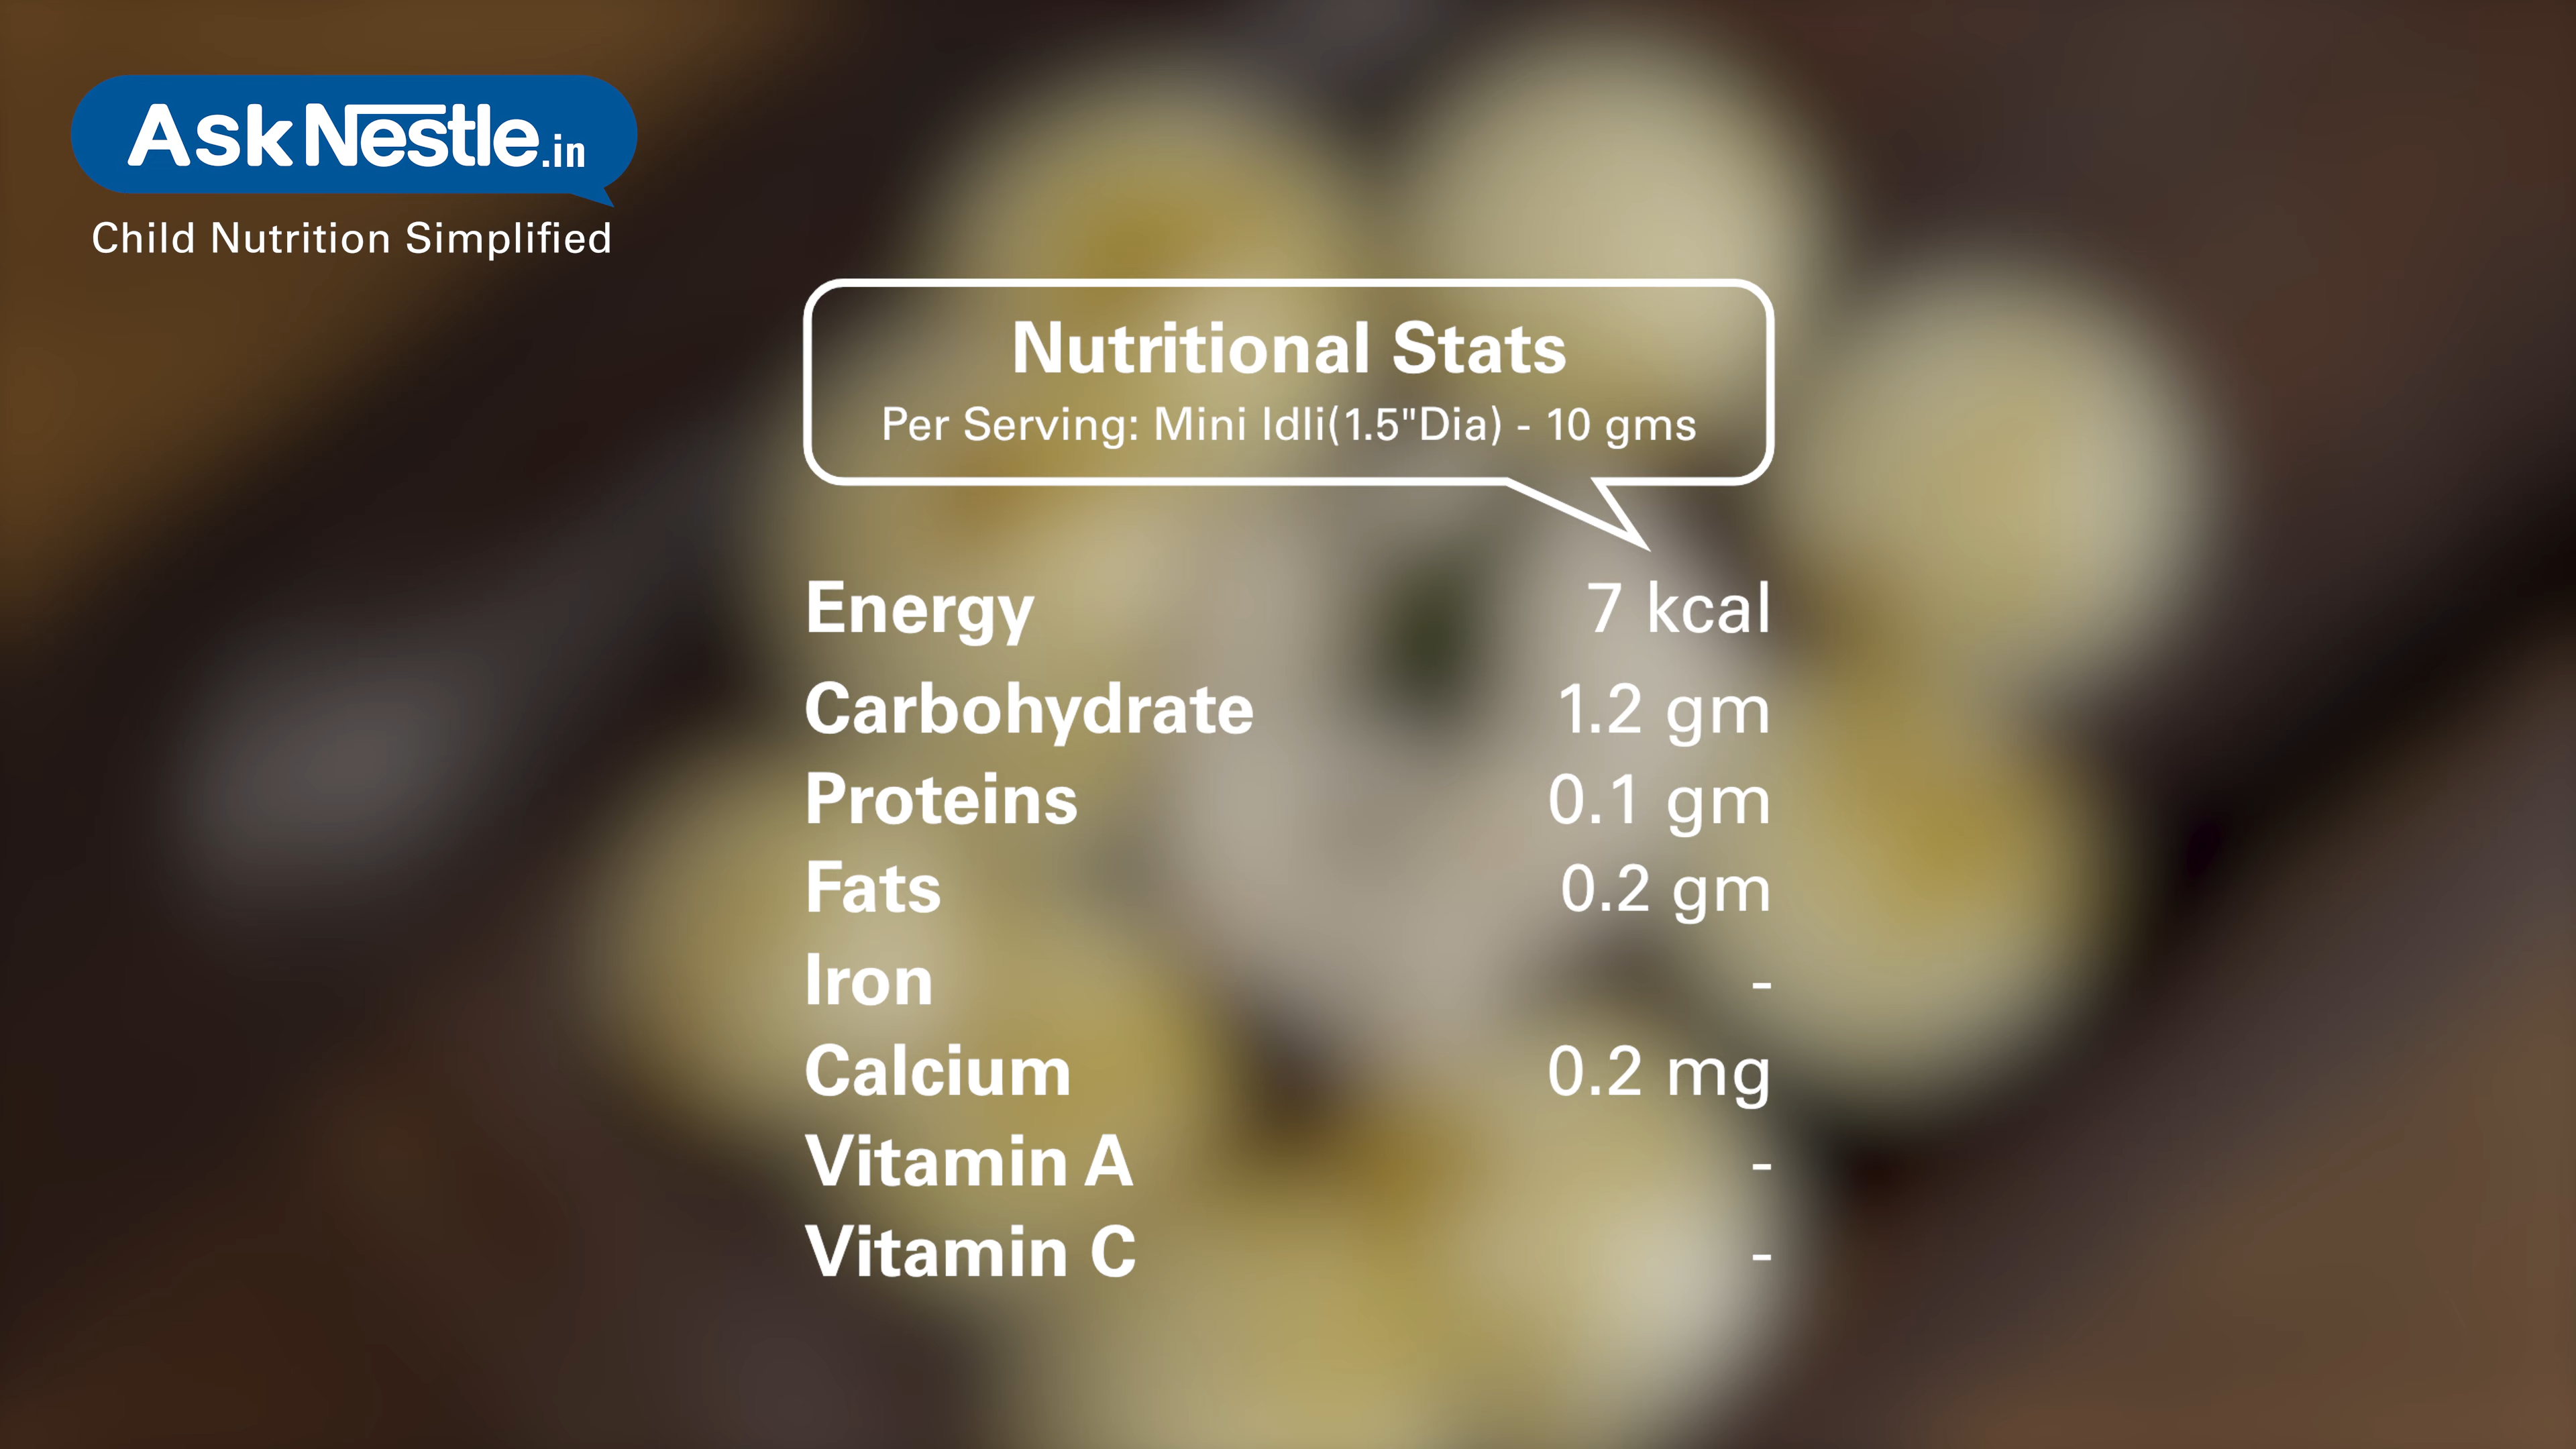 AskNestle.in
Child Nutrition Simplified
Nutritional Stats
Per Serving: Mini Idli(1.5"Dia) - 10 gms
Energy 7 kcal
Carbohydrate 1.2 gm
Proteins 0.1 gm
Fats 0.2 gm
Iron -
Calcium 0.2 mg
Vitamin A -
Vitamin C -